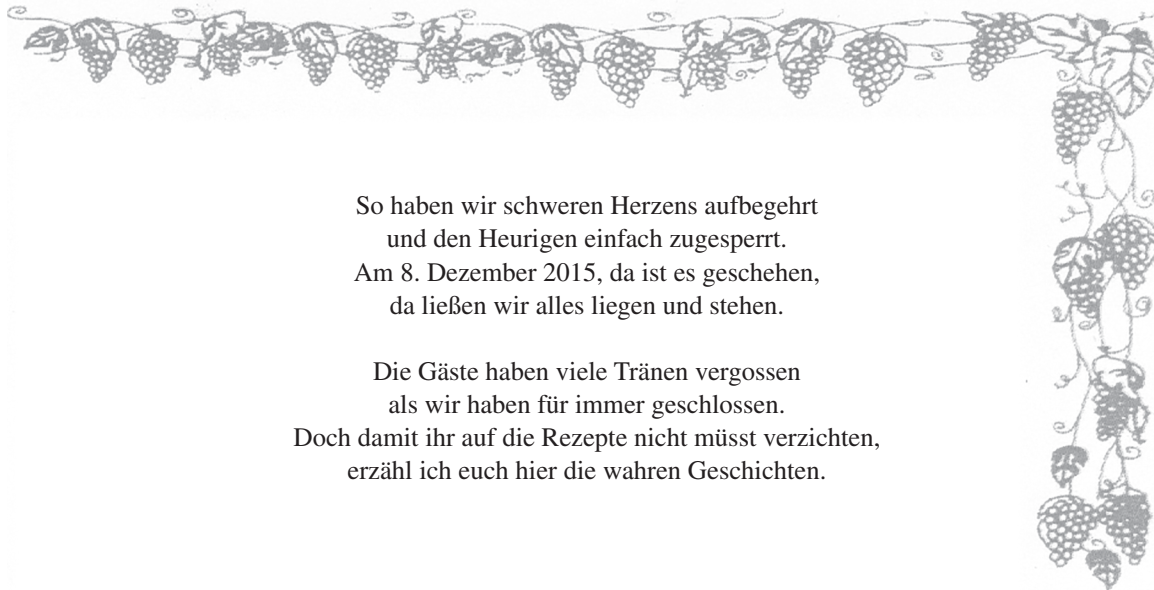 So haben wir schweren Herzens aufbegehrt
und den Heurigen einfach zugesperrt.
Am 8. Dezember 2015, da ist es geschehen,
da ließen wir alles liegen und stehen.

Die Gäste haben viele Tränen vergossen
als wir haben für immer geschlossen.
Doch damit ihr auf die Rezepte nicht müsst verzichten,
erzähl ich euch hier die wahren Geschichten.